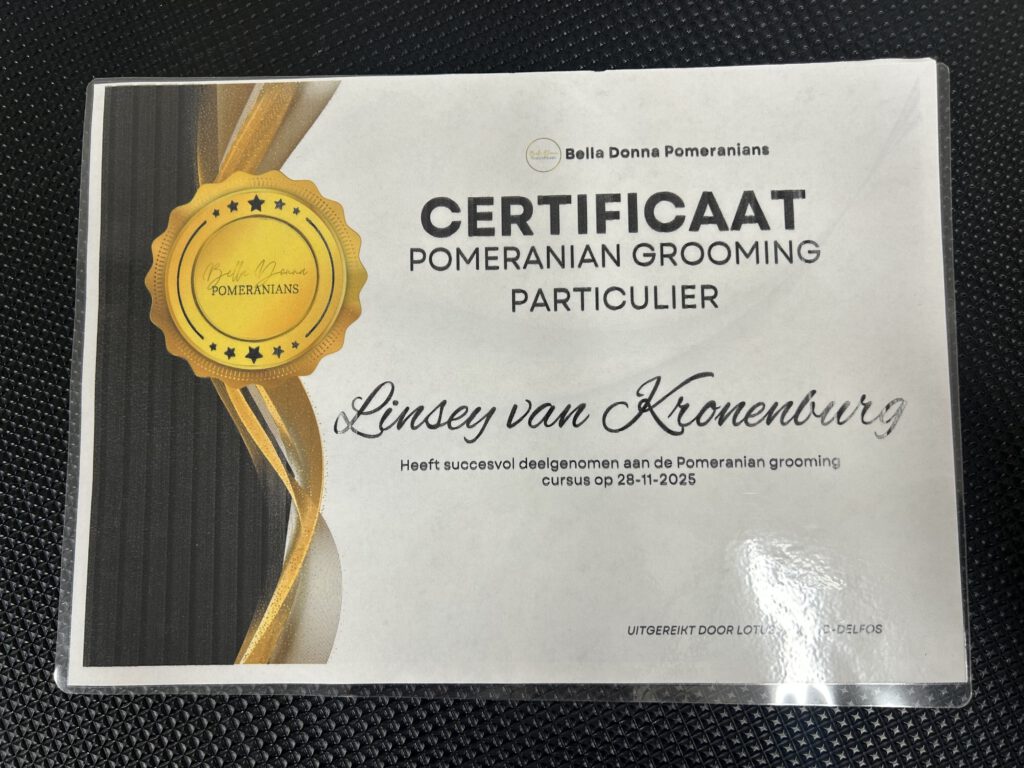 Bella Donna Pomeranians
CERTIFICAAT
POMERANIAN GROOMING
PARTICULIER
Bella Donna
POMERANIANS
Linsey van Kronenburg
Heeft succesvol deelgenomen aan de Pomeranian grooming
cursus op 28-11-2025
UITGEREIKT DOOR